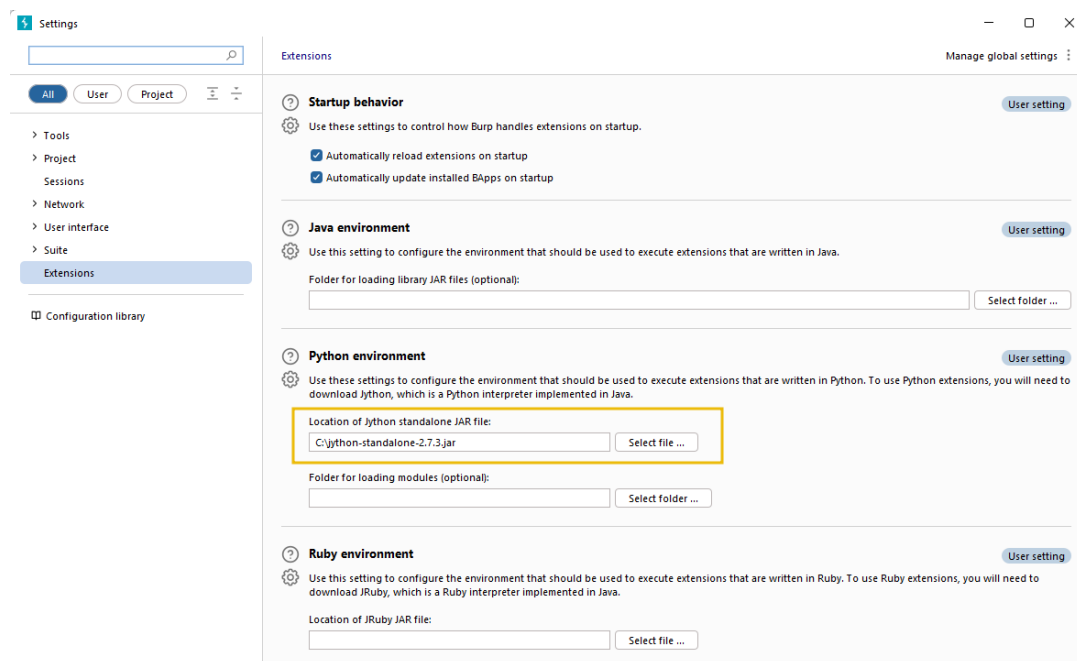 Settings
Extensions
Manage global settings
All
User
Project
Tools
Project
Sessions
Network
User interface
Suite
Extensions
Configuration library
Startup behavior
User setting
Use these settings to control how Burp handles extensions on startup.
Automatically reload extensions on startup
Automatically update installed BApps on startup
Java environment
User setting
Use this setting to configure the environment that should be used to execute extensions that are written in Java.
Folder for loading library JAR files (optional):
Select folder ...
Python environment
User setting
Use these settings to configure the environment that should be used to execute extensions that are written in Python. To use Python extensions, you will need to
download Jython, which is a Python interpreter implemented in Java.
Location of Jython standalone JAR file:
C:\jython-standalone-2.7.3.jar
Select file ...
Folder for loading modules (optional):
Select folder ...
Ruby environment
User setting
Use this setting to configure the environment that should be used to execute extensions that are written in Ruby. To use Ruby extensions, you will need to
download JRuby, which is a Ruby interpreter implemented in Java.
Location of JRuby JAR file:
Select file ...